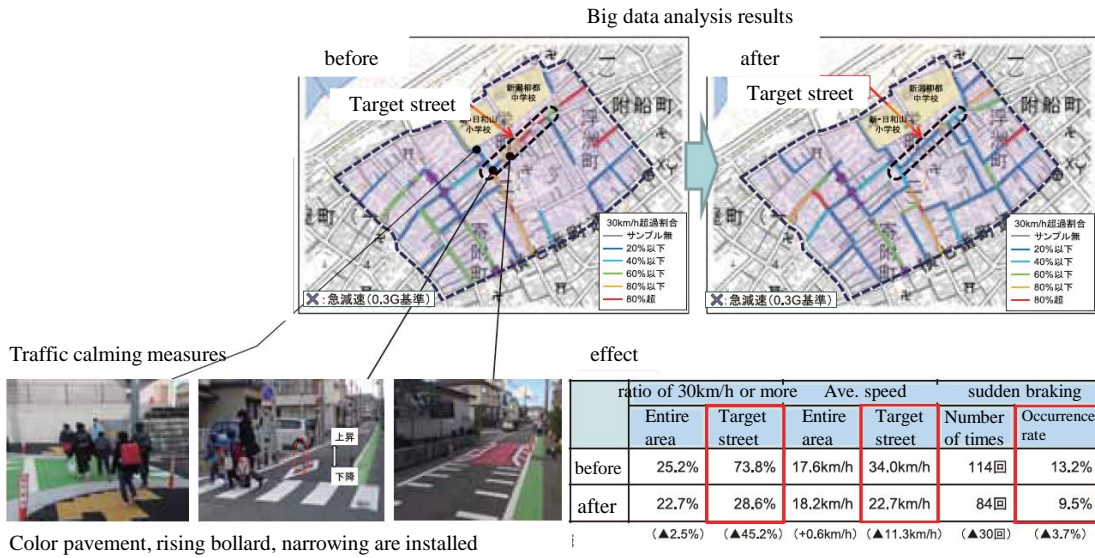 Big data analysis results
before
Target street
新潟柳都
中学校
新・日和山
小学校
附船町
寄附町
30km/h超過割合
サンプル無
20%以下
40%以下
60%以下
80%以下
80%超
X:急減速(0.3G基準)
after
Target street
新潟柳都
中学校
新・日和山
小学校
附船町
寄附町
30km/h超過割合
サンプル無
20%以下
40%以下
60%以下
80%以下
80%超
X:急減速(0.3G基準)
Traffic calming measures
上昇
下降
Color pavement, rising bollard, narrowing are installed
effect
ratio of 30km/h or more Ave. speed sudden braking
Entire area Target street Entire area Target street Number of times Occurrence rate
before 25.2% 73.8% 17.6km/h 34.0km/h 114回 13.2%
after 22.7% 28.6% 18.2km/h 22.7km/h 84回 9.5%
(▲2.5%) (▲45.2%) (+0.6km/h) (▲11.3km/h) (▲30回) (▲3.7%)